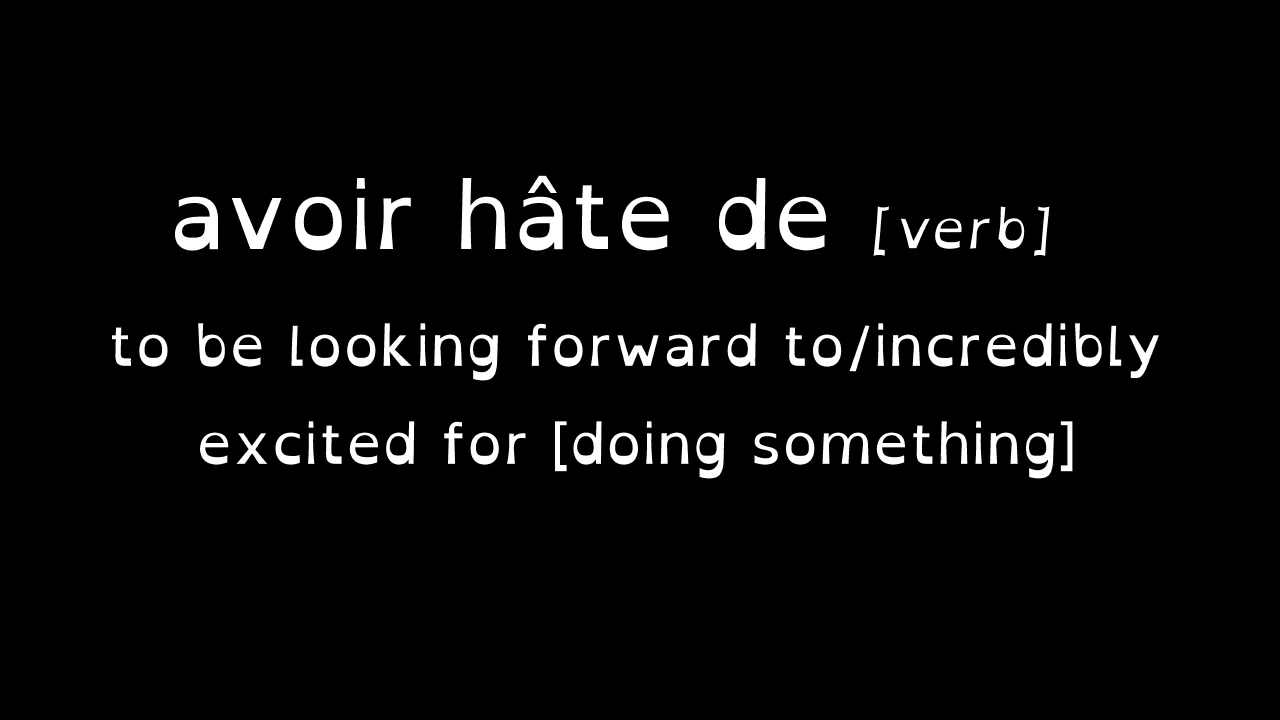 avoir hâte de [verb]
to be looking forward to/incredibly
excited for [doing something]